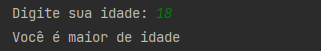 Digite sua idade: 18
Você é maior de idade